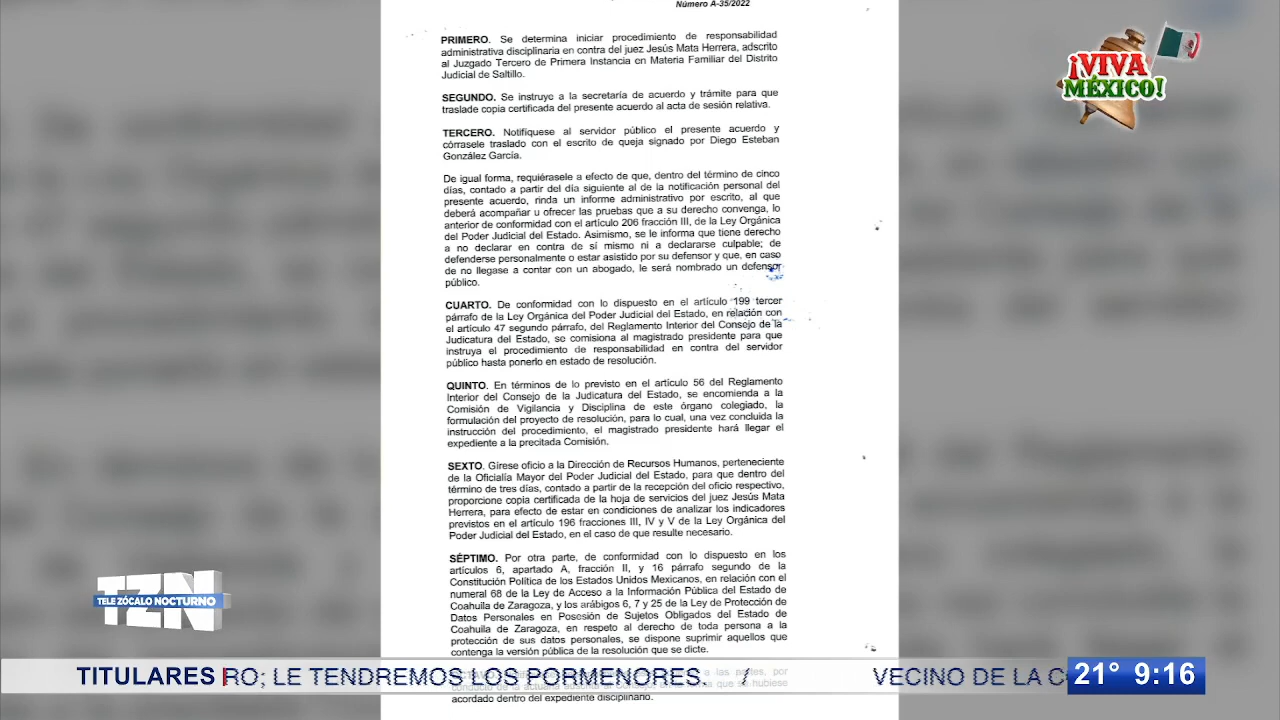 Número A-35/2022
PRIMERO. Se determina iniciar procedimiento de responsabilidad
administrativa disciplinaria en contra del juez Jesús Mata Herrera, adscrito
al Juzgado Tercero de Primera Instancia en Materia Familiar del Distrito
Judicial de Saltillo.
SEGUNDO. Se instruye a la secretaría de acuerdo y trámite para que
traslade copia certificada del presente acuerdo al acta de sesión relativa.
TERCERO. Notifíquese al servidor público el presente acuerdo y
córrasele traslado con el escrito de queja signado por Diego Esteban
González García.
De igual forma, requiérasele a efecto de que, dentro del término de cinco
días, contado a partir del día siguiente al de la notificación personal del
presente acuerdo, rinda un informe administrativo por escrito, al que
deberá acompañar u ofrecer las pruebas que a su derecho convenga, lo
anterior de conformidad con el artículo 206 fracción III, de la Ley Orgánica
del Poder Judicial del Estado. Asimismo, se le informa que tiene derecho
a no declarar en contra de sí mismo ni a declararse culpable; de
defenderse personalmente o estar asistido por su defensor y que, en caso
de no llegase a contar con un abogado, le será nombrado un defensor
público.
CUARTO. De conformidad con lo dispuesto en el artículo 199 tercer
párrafo de la Ley Orgánica del Poder Judicial del Estado, en relación con
el artículo 47 segundo párrafo, del Reglamento Interior del Consejo de la
Judicatura del Estado, se comisiona al magistrado presidente para que
instruya el procedimiento de responsabilidad en contra del servidor
público hasta ponerlo en estado de resolución.
QUINTO. En términos de lo previsto en el artículo 56 del Reglamento
Interior del Consejo de la Judicatura del Estado, se encomienda a la
Comisión de Vigilancia y Disciplina de este órgano colegiado, la
formulación del proyecto de resolución, para lo cual, una vez concluida la
instrucción del procedimiento, el magistrado presidente hará llegar el
expediente a la precitada Comisión.
SEXTO. Gírese oficio a la Dirección de Recursos Humanos, perteneciente
de la Oficialía Mayor del Poder Judicial del Estado, para que dentro del
término de tres días, contado a partir de la recepción del oficio respectivo,
proporcione copia certificada de la hoja de servicios del juez Jesús Mata
Herrera, para efecto de estar en condiciones de analizar los indicadores
previstos en el artículo 196 fracciones III, IV y V de la Ley Orgánica del
Poder Judicial del Estado, en el caso de que resulte necesario.
SÉPTIMO. Por otra parte, de conformidad con lo dispuesto en los
artículos 6, apartado A, fracción II, y 16 párrafo segundo de la
Constitución Política de los Estados Unidos Mexicanos, en relación con el
numeral 68 de la Ley de Acceso a la Información Pública del Estado de
Coahuila de Zaragoza, y los arábigos 6, 7 y 25 de la Ley de Protección de
Datos Personales en Posesión de Sujetos Obligados del Estado de
Coahuila de Zaragoza, en respeto al derecho de toda persona a la
protección de sus datos personales, se dispone suprimir aquellos que
contenga la versión pública de la resolución que se dicte.
a las partes, por
acordado dentro del expediente disciplinario.
¡VIVA
MÉXICO!
TZN
TELE ZÓCALO NOCTURNO
TITULARES RO; LE TENDREMOS LOS PORMENORES. / VECINO DE LA C
21° 9:16